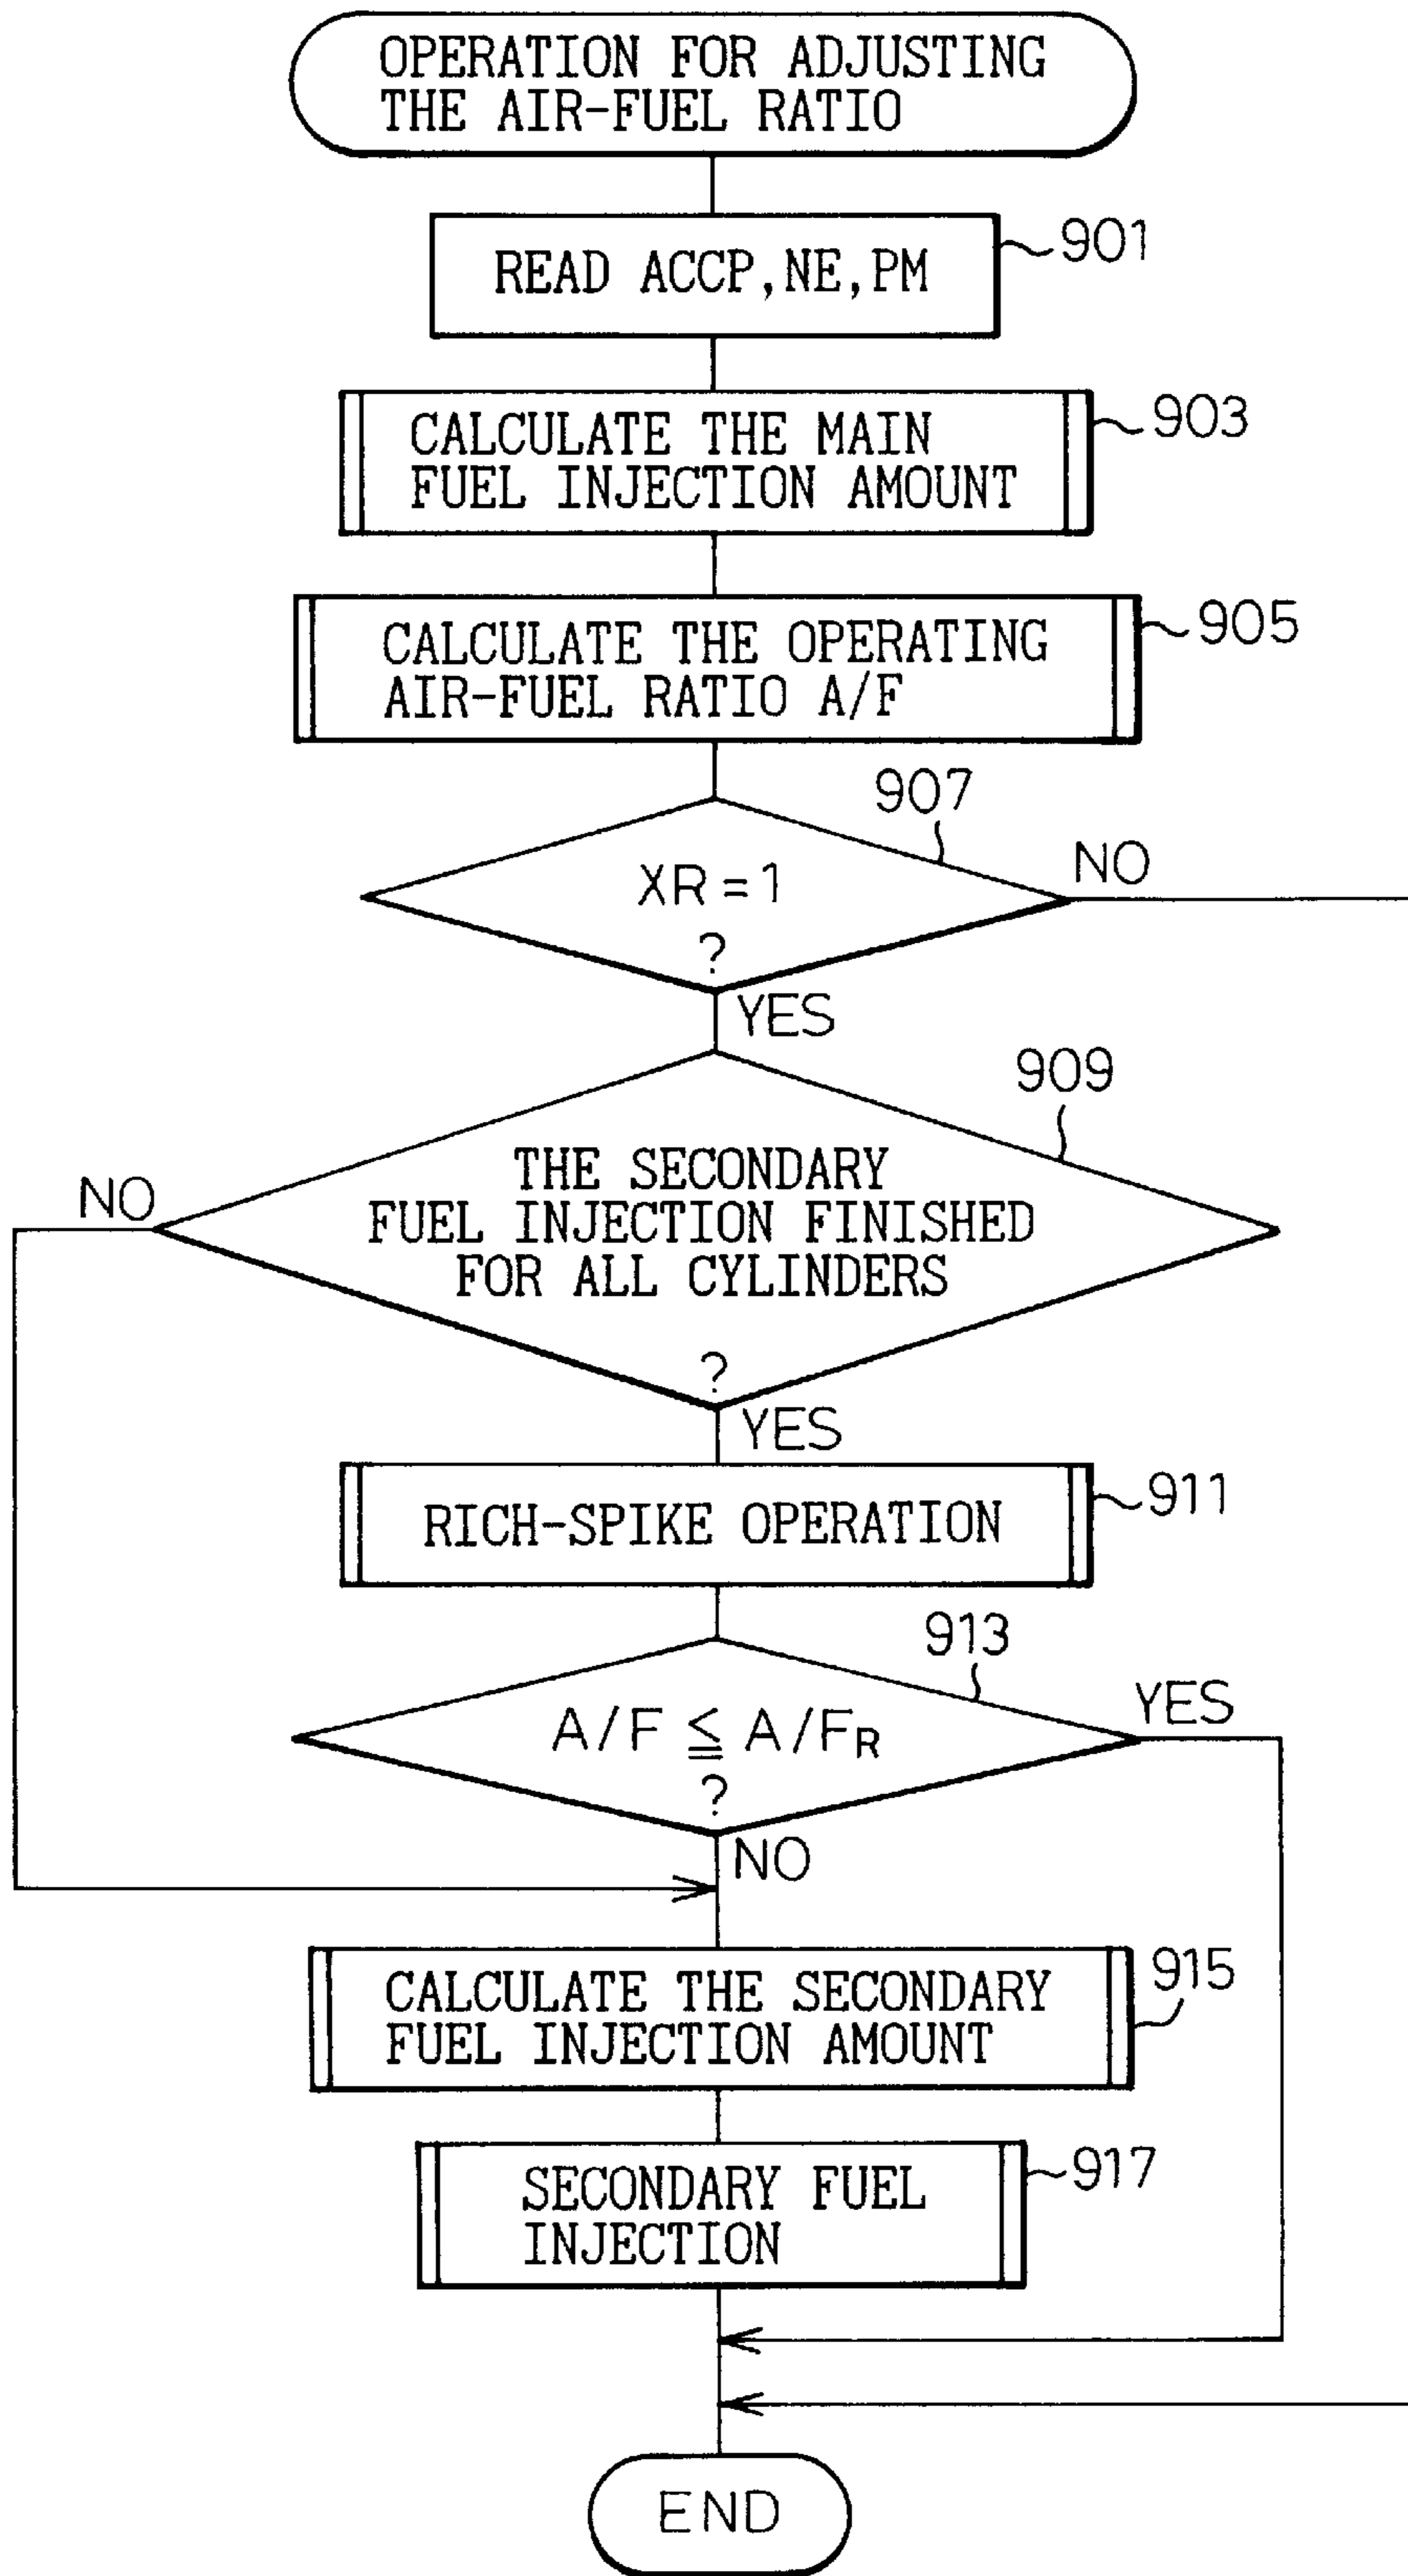 OPERATION FOR ADJUSTING
THE AIR-FUEL RATIO
READ ACCP,NE,PM
901
CALCULATE THE MAIN
FUEL INJECTION AMOUNT
903
CALCULATE THE OPERATING
AIR-FUEL RATIO A/F
905
907
XR=1
?
NO
YES
909
THE SECONDARY
FUEL INJECTION FINISHED
FOR ALL CYLINDERS
?
NO
YES
RICH-SPIKE OPERATION
911
913
A/F ≦ A/FR
?
YES
NO
CALCULATE THE SECONDARY
FUEL INJECTION AMOUNT
915
SECONDARY FUEL
INJECTION
917
END